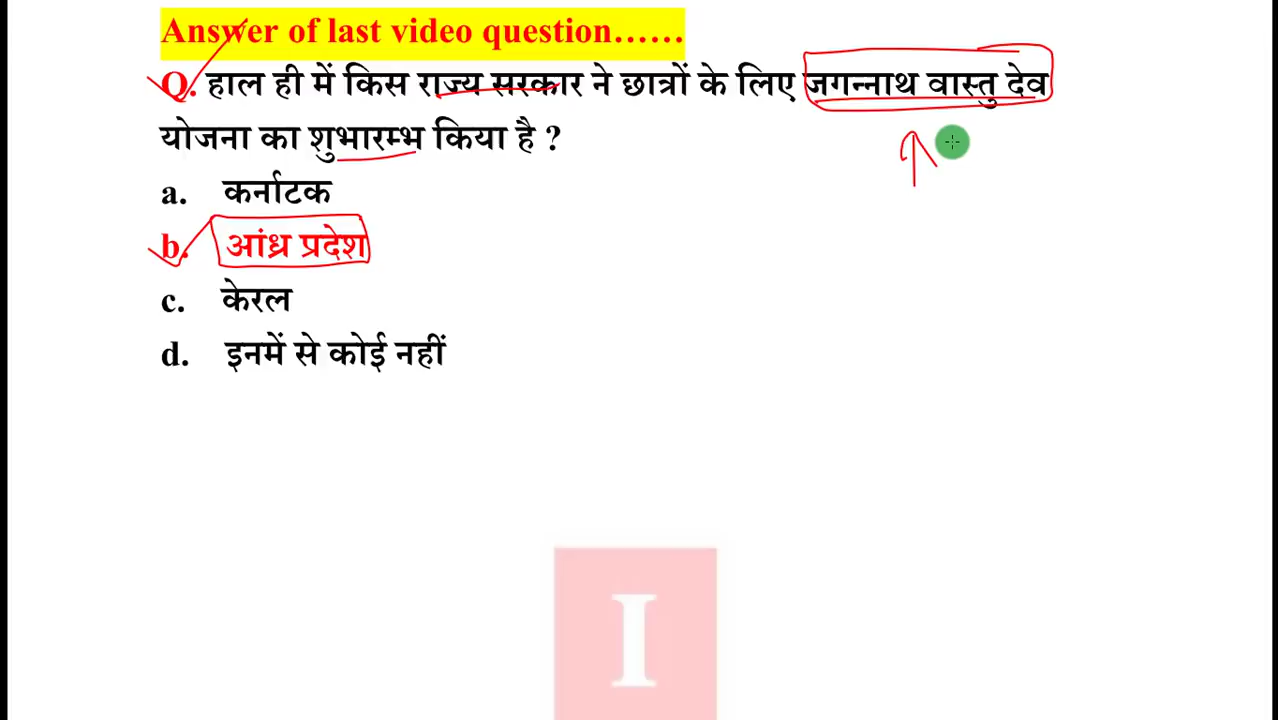 Answer of last video question……
Q. हाल ही में किस राज्य सरकार ने छात्रों के लिए जगन्नाथ वास्तु देव
योजना का शुभारम्भ किया है ?
a. कर्नाटक
b. आंध्र प्रदेश
c. केरल
d. इनमें से कोई नहीं
I